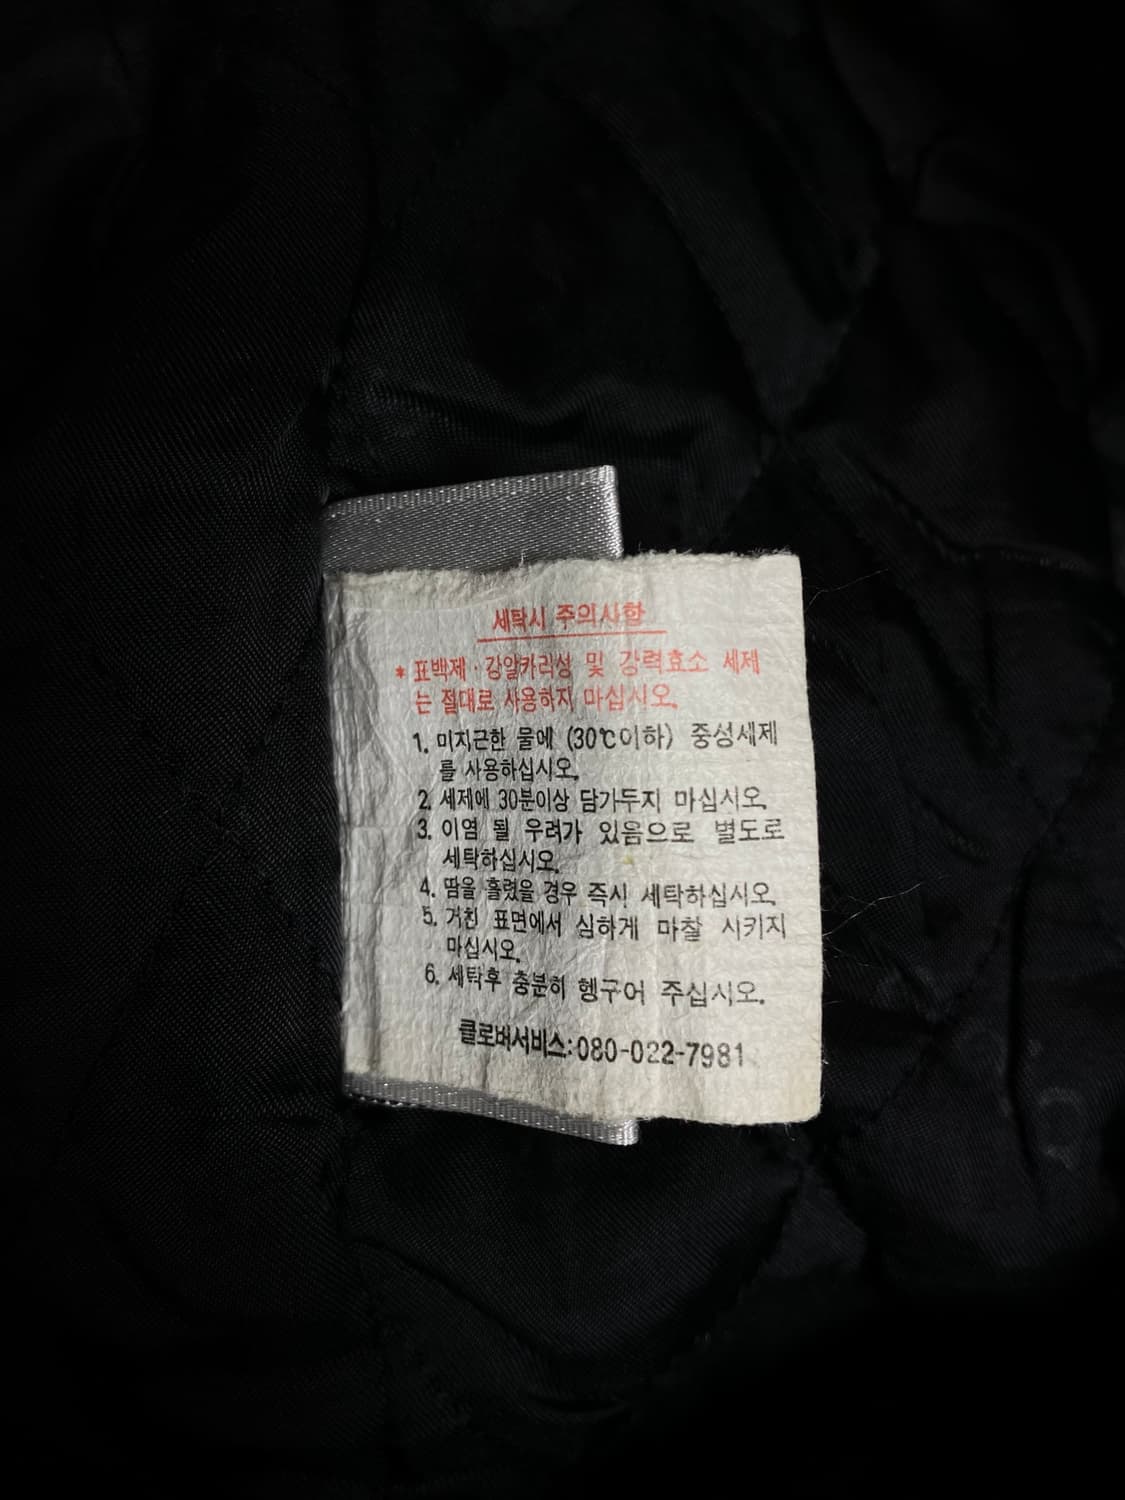 세탁시 주의사항
* 표백제·강알카리성 및 강력효소 세제
는 절대로 사용하지 마십시오.
1. 미지근한 물에 (30℃이하) 중성세제
를 사용하십시오.
2. 세제에 30분이상 담가두지 마십시오.
3. 이염 될 우려가 있음으로 별도로
세탁하십시오.
4. 땀을 흘렸을 경우 즉시 세탁하십시오.
5. 거친 표면에서 심하게 마찰 시키지
마십시오.
6. 세탁후 충분히 헹구어 주십시오.
클로버서비스:080-022-7981